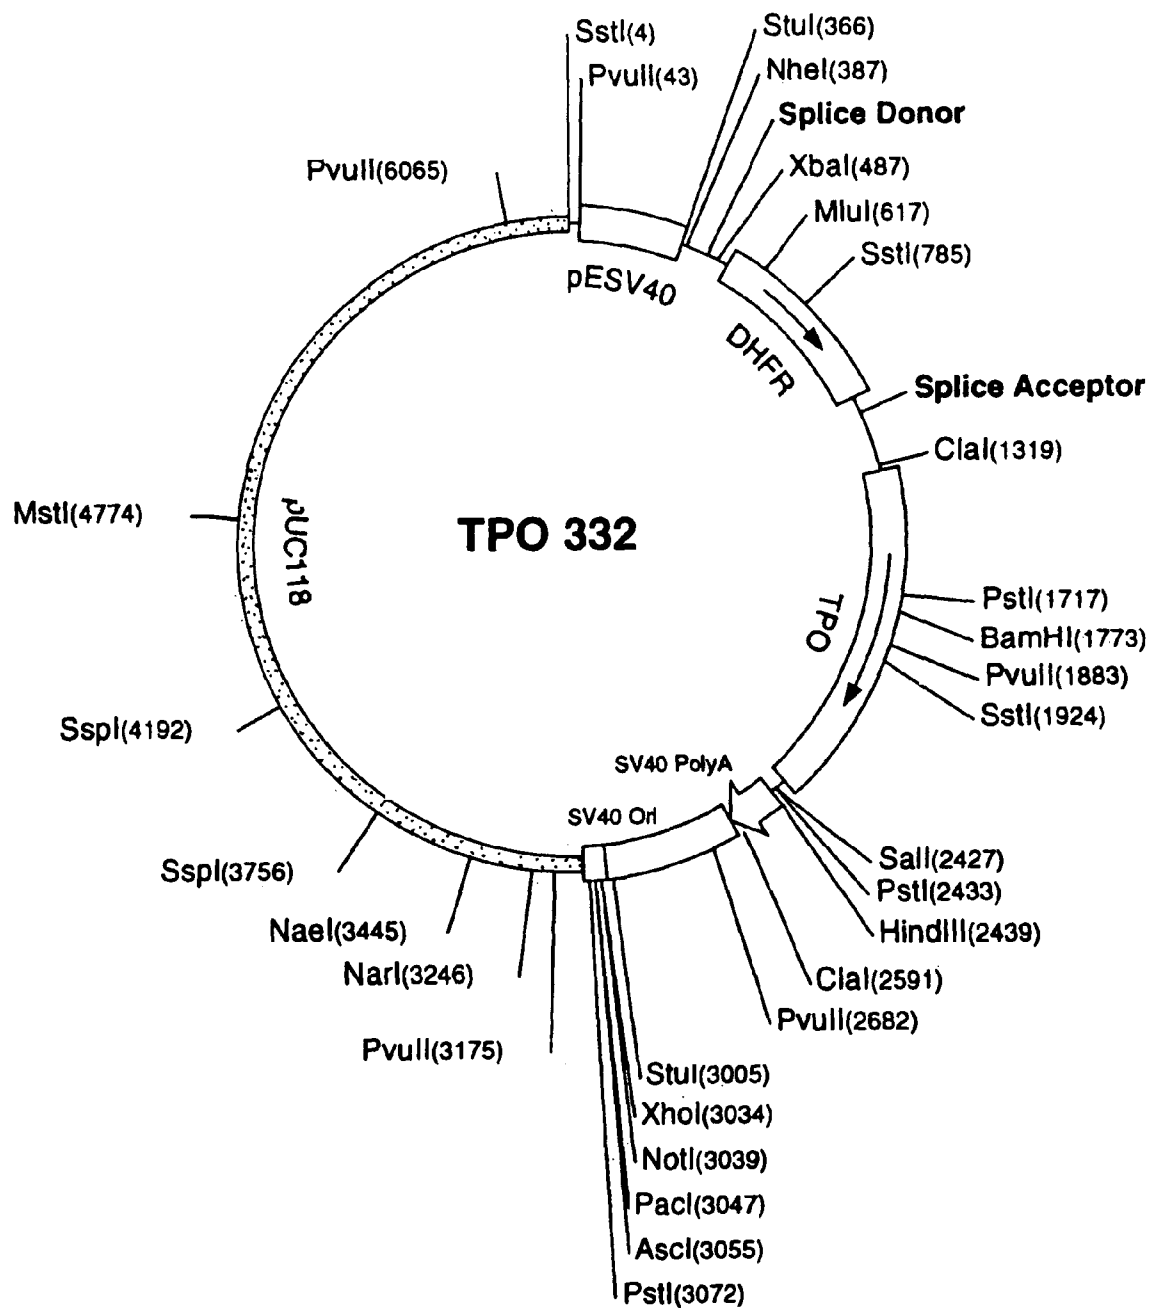 SstI(4)
PvuII(43)
StuI(366)
NheI(387)
Splice Donor
XbaI(487)
MluI(617)
SstI(785)
PvuII(6065)
pESV40
DHFR
Splice Acceptor
ClaI(1319)
MstI(4774)
pUC118
TPO 332
TPO
PstI(1717)
BamHI(1773)
PvuII(1883)
SstI(1924)
SspI(4192)
SV40 PolyA
SV40 Ori
SspI(3756)
NaeI(3445)
NarI(3246)
PvuII(3175)
SalI(2427)
PstI(2433)
HindIII(2439)
ClaI(2591)
PvuII(2682)
StuI(3005)
XhoI(3034)
NotI(3039)
PacI(3047)
AscI(3055)
PstI(3072)